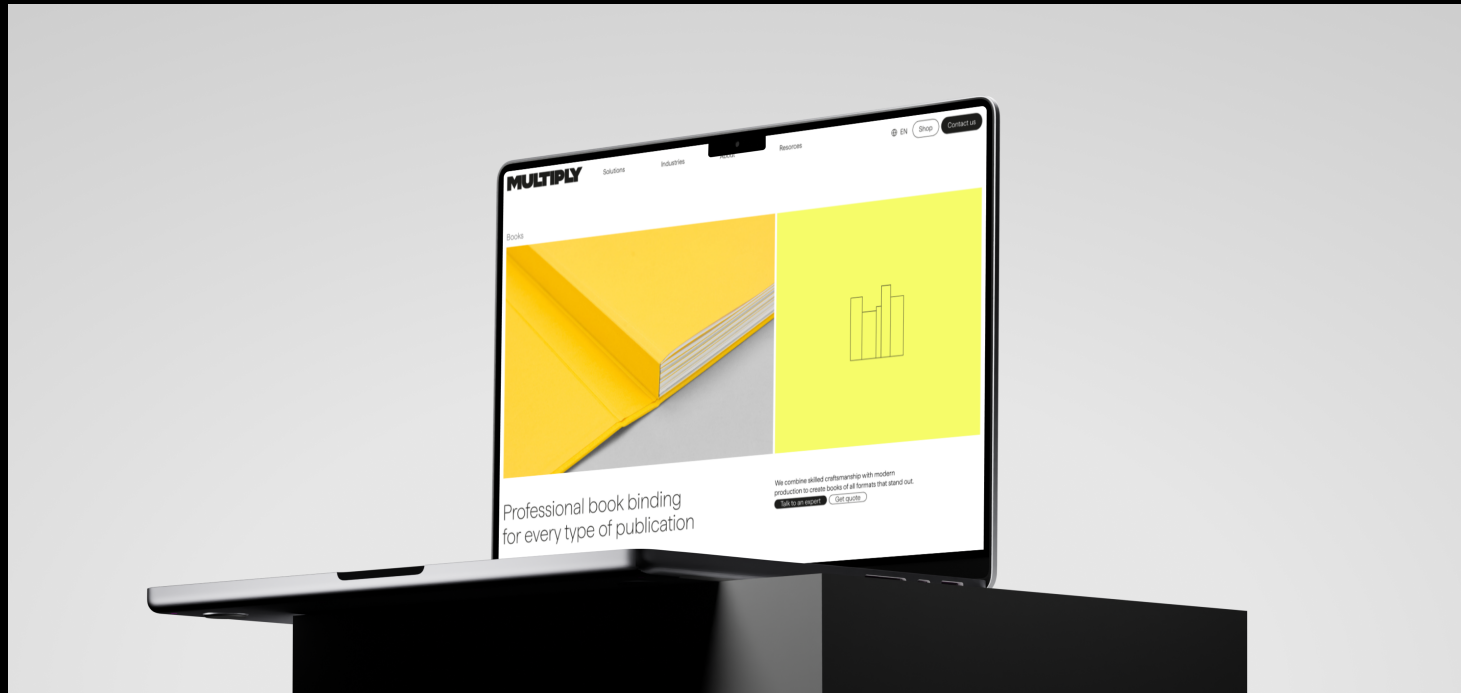 MULTIPLY
Solutions
Industries
About
Resorces
EN
Shop
Contact us
Books
Professional book binding
for every type of publication
We combine skilled craftsmanship with modern
production to create books of all formats that stand out.
Talk to an expert
Get quote